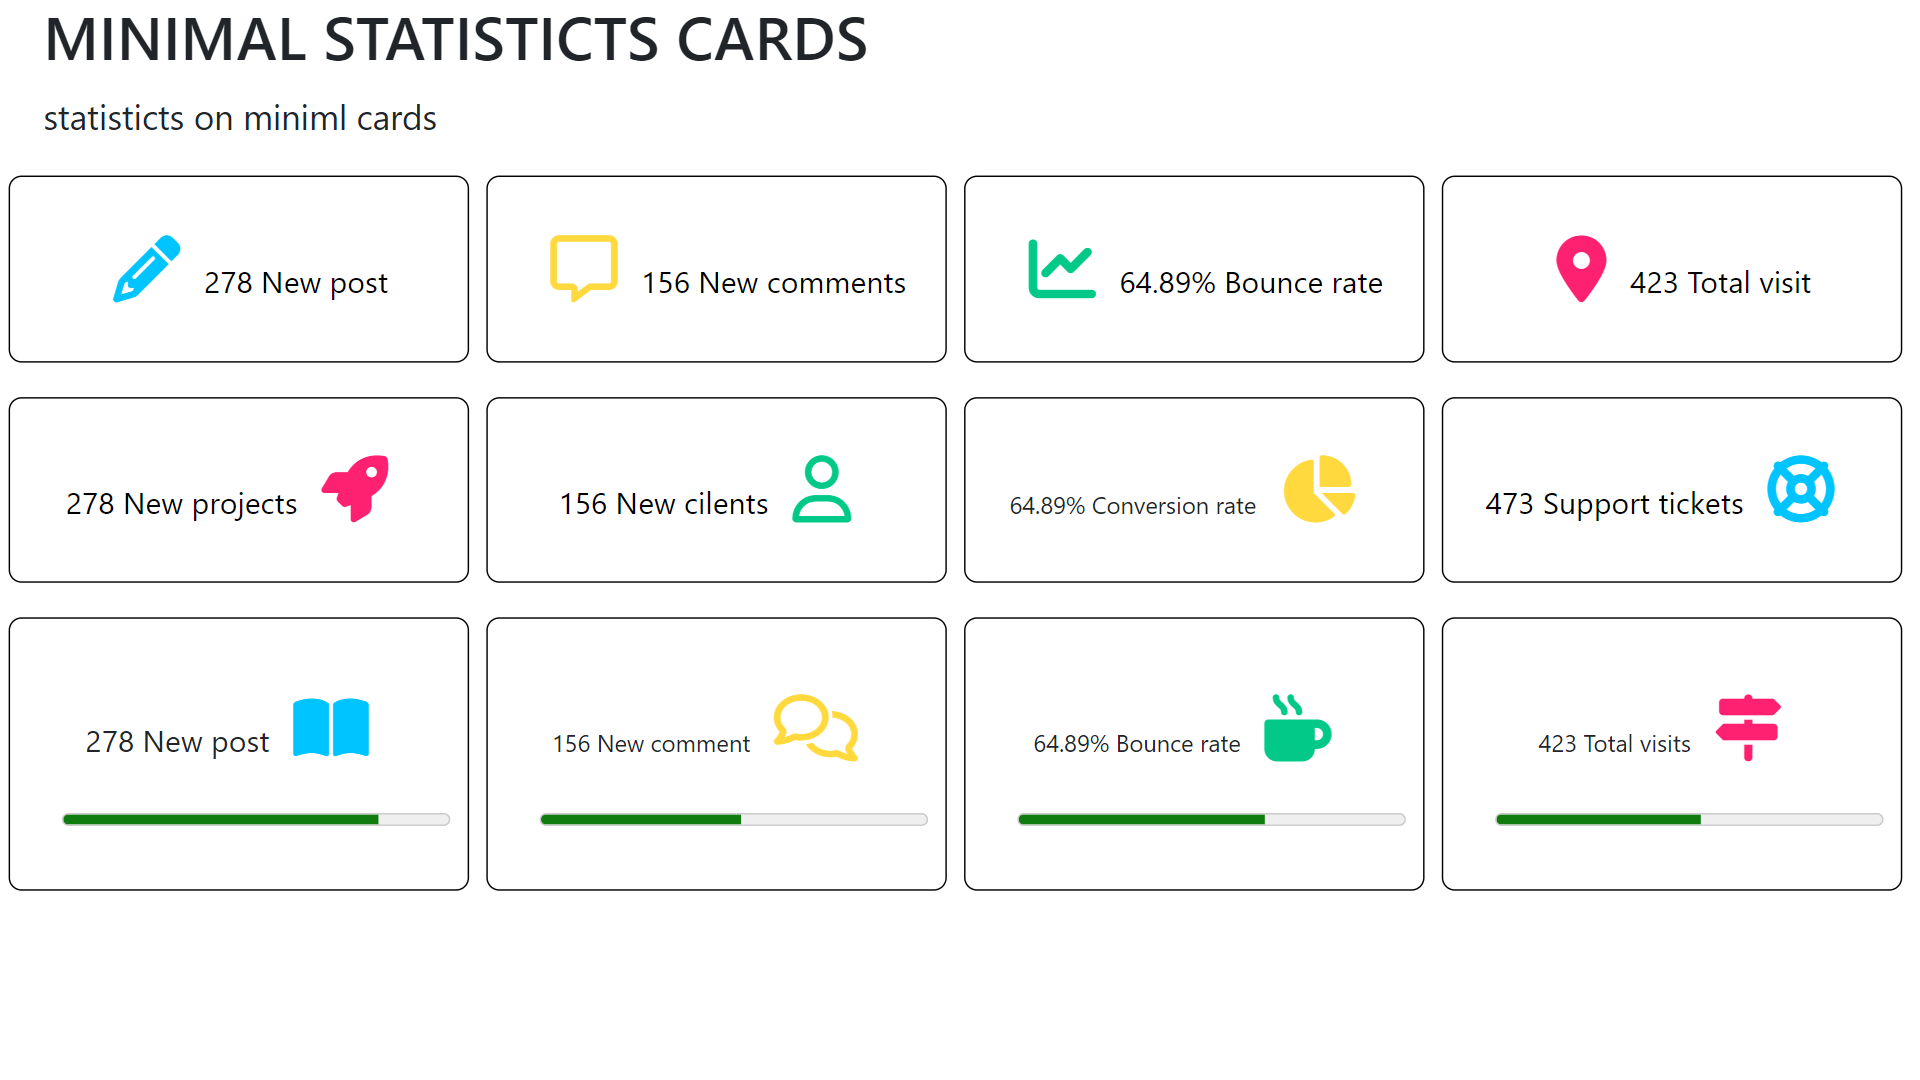 MINIMAL STATISTICTS CARDS
statisticts on miniml cards
278 New post
156 New comments
64.89% Bounce rate
423 Total visit
278 New projects
156 New cilents
64.89% Conversion rate
473 Support tickets
278 New post
156 New comment
64.89% Bounce rate
423 Total visits